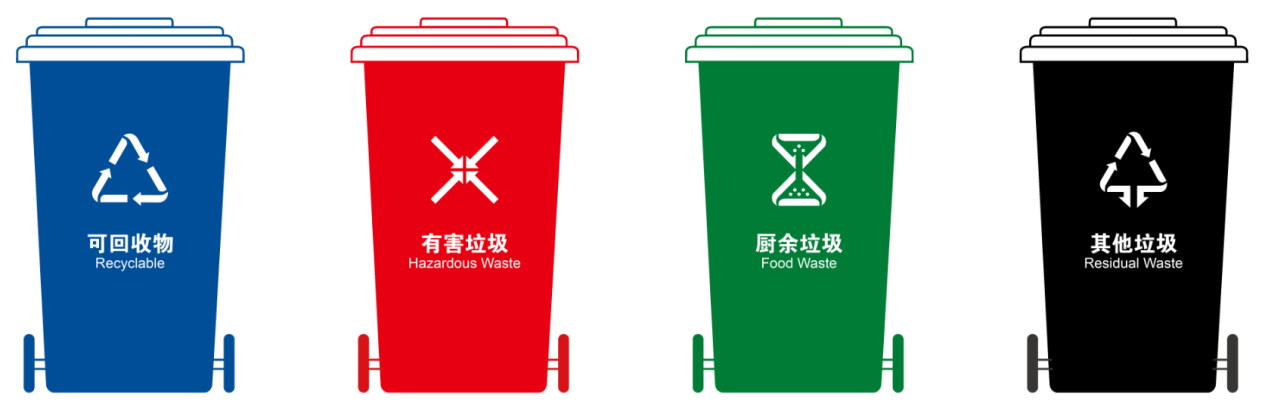 可回收物
Recyclable
有害垃圾
Hazardous Waste
厨余垃圾
Food Waste
其他垃圾
Residual Waste